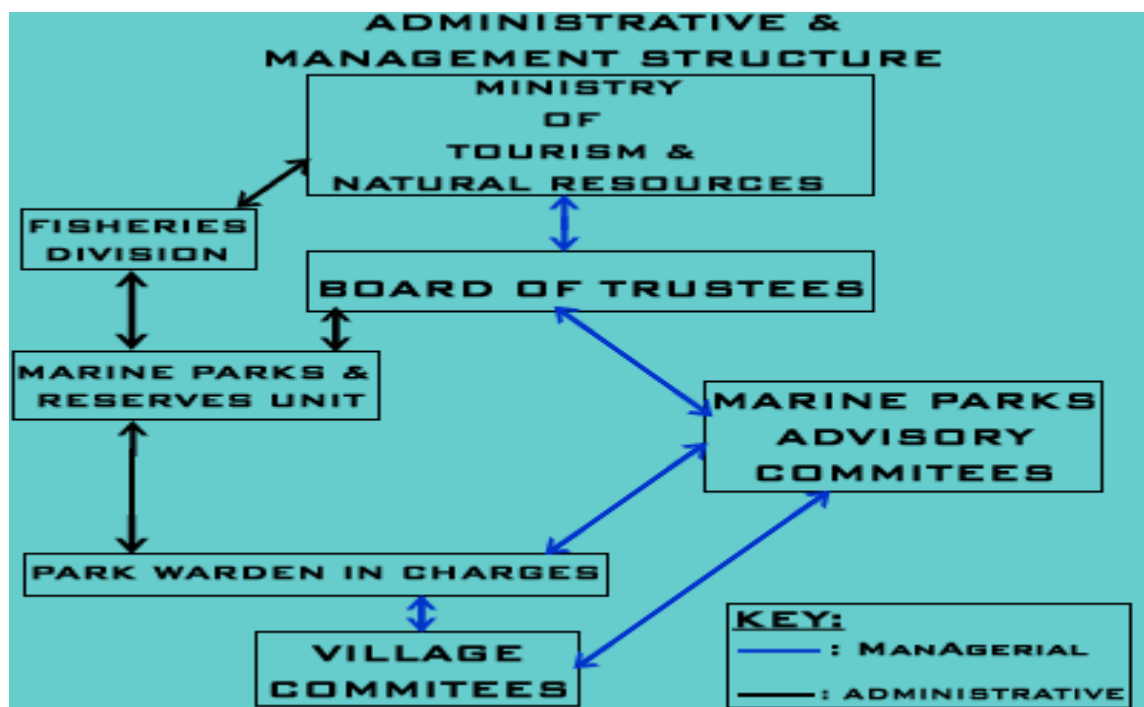 ADMINISTRATIVE &
MANAGEMENT STRUCTURE
MINISTRY
OF
TOURISM &
NATURAL RESOURCES
FISHERIES
DIVISION
BOARD OF TRUSTEES
MARINE PARKS &
RESERVES UNIT
MARINE PARKS
ADVISORY
COMMITEES
PARK WARDEN IN CHARGES
VILLAGE
COMMITEES
KEY:
: MANAGERIAL
: ADMINISTRATIVE